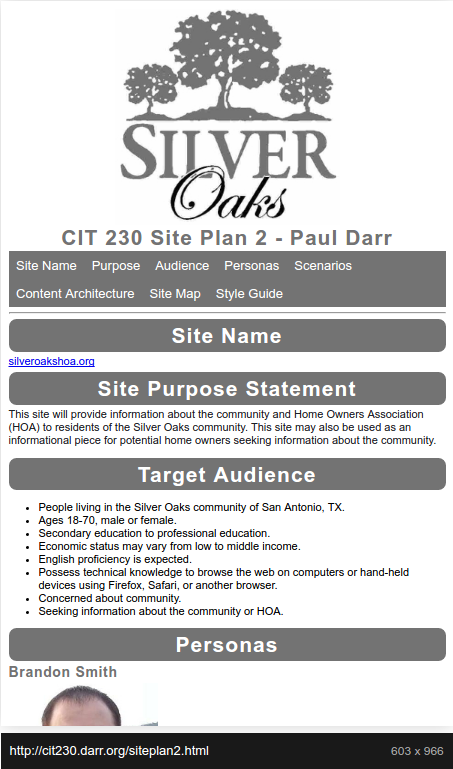 SILVER
Oaks
CIT 230 Site Plan 2 - Paul Darr
Site Name Purpose Audience Personas Scenarios
Content Architecture Site Map Style Guide
Site Name
silveroakshoa.org
Site Purpose Statement
This site will provide information about the community and Home Owners Association
(HOA) to residents of the Silver Oaks community. This site may also be used as an
informational piece for potential home owners seeking information about the community.
Target Audience
• People living in the Silver Oaks community of San Antonio, TX.
• Ages 18-70, male or female.
• Secondary education to professional education.
• Economic status may vary from low to middle income.
• English proficiency is expected.
• Possess technical knowledge to browse the web on computers or hand-held
devices using Firefox, Safari, or another browser.
• Concerned about community.
• Seeking information about the community or HOA.
Personas
Brandon Smith
http://cit230.darr.org/siteplan2.html 603 x 966